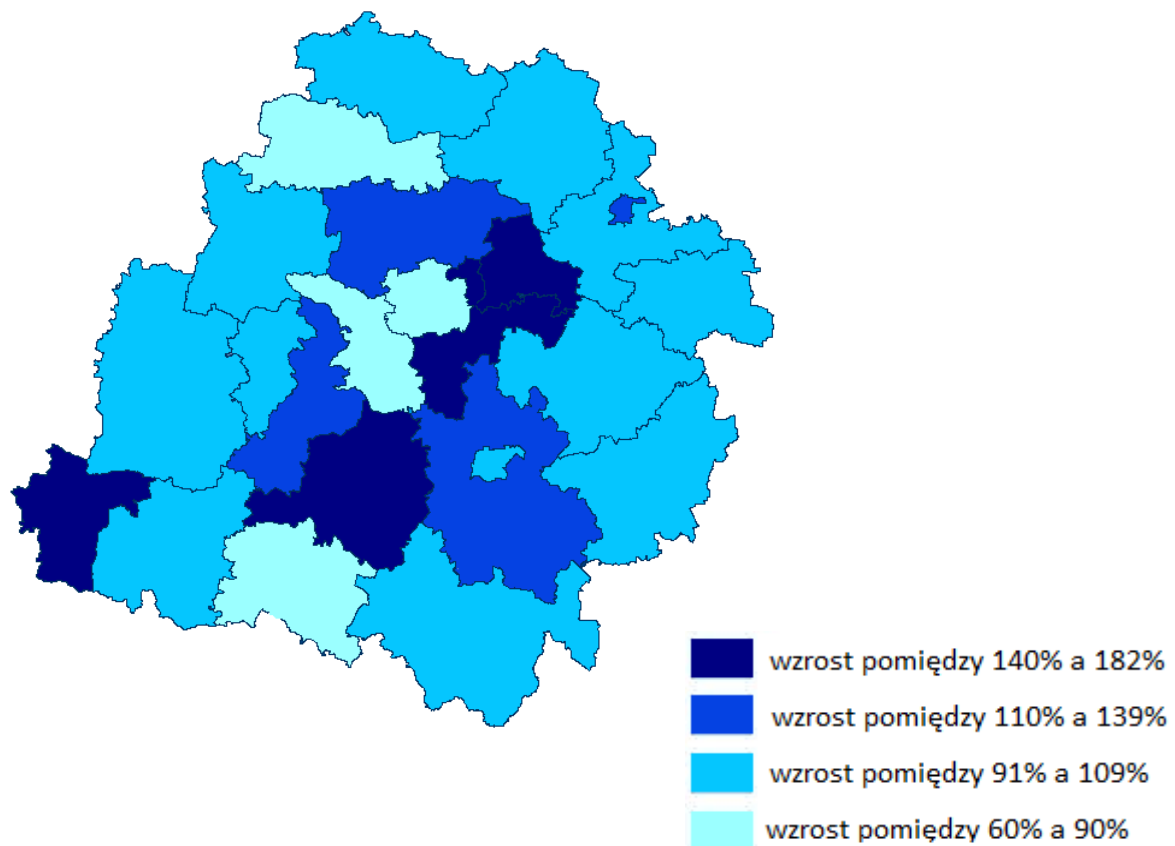 wzrost pomiędzy 140% a 182%
wzrost pomiędzy 110% a 139%
wzrost pomiędzy 91% a 109%
wzrost pomiędzy 60% a 90%